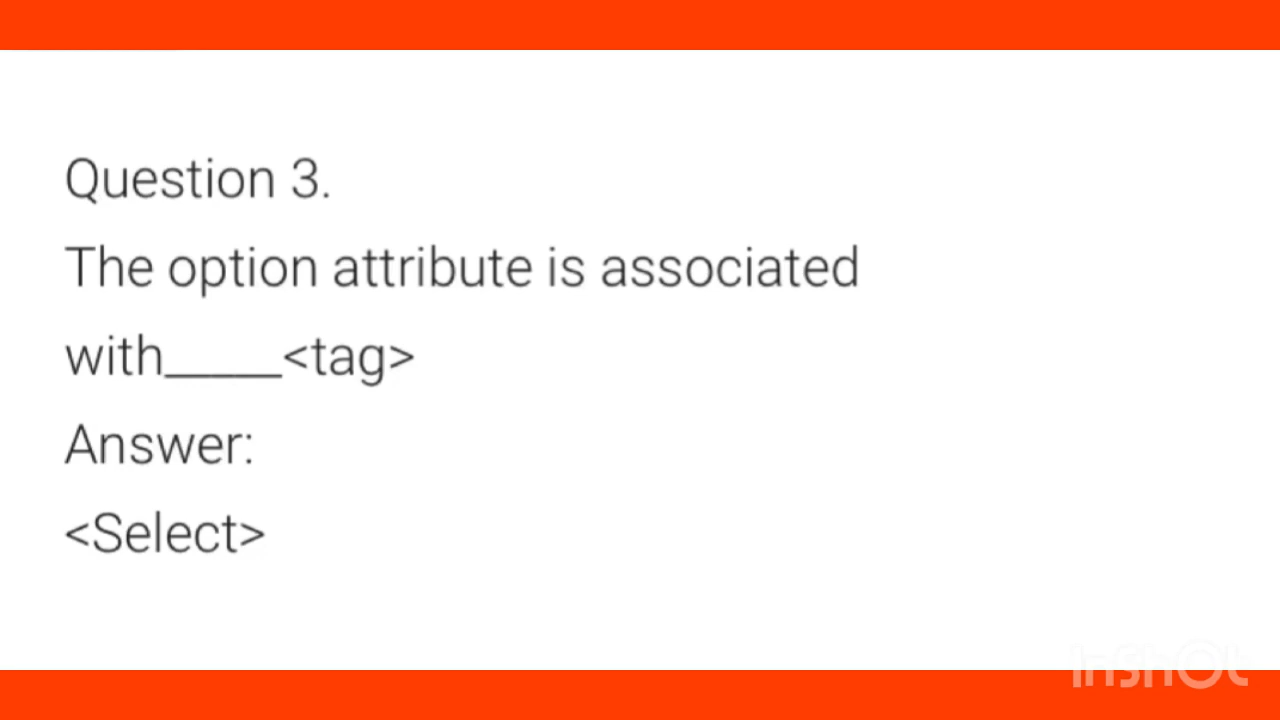 Question 3.
The option attribute is associated
with_____<tag>
Answer:
<Select>
InShOt